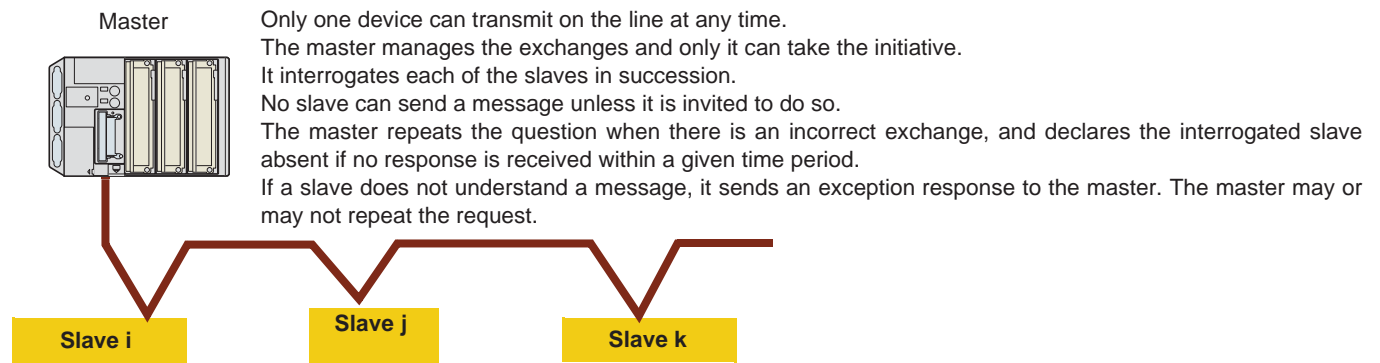 Master
Only one device can transmit on the line at any time.
The master manages the exchanges and only it can take the initiative.
It interrogates each of the slaves in succession.
No slave can send a message unless it is invited to do so.
The master repeats the question when there is an incorrect exchange, and declares the interrogated slave
absent if no response is received within a given time period.
If a slave does not understand a message, it sends an exception response to the master. The master may or
may not repeat the request.
Slave i
Slave j
Slave k